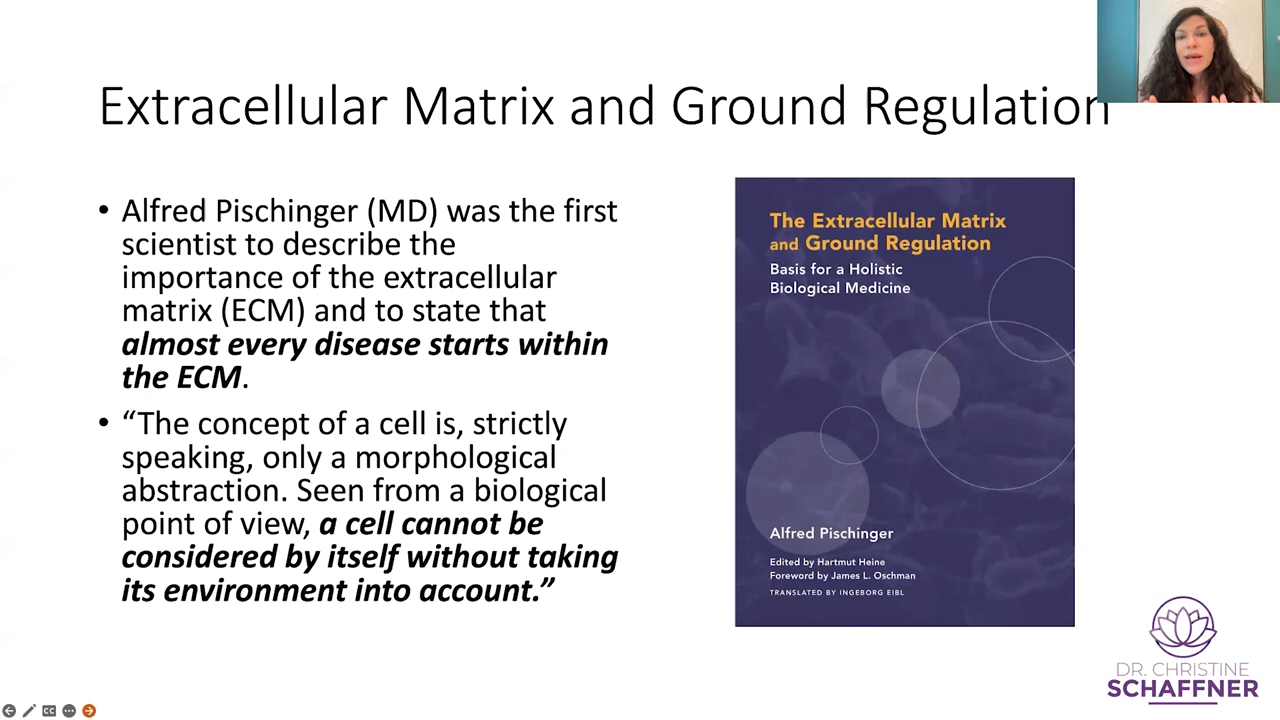 Extracellular Matrix and Ground Regulation
• Alfred Pischinger (MD) was the first
scientist to describe the
importance of the extracellular
matrix (ECM) and to state that
almost every disease starts within
the ECM.
• “The concept of a cell is, strictly
speaking, only a morphological
abstraction. Seen from a biological
point of view, a cell cannot be
considered by itself without taking
its environment into account.”
The Extracellular Matrix
and Ground Regulation
Basis for a Holistic
Biological Medicine
Alfred Pischinger
Edited by Hartmut Heine
Foreword by James L. Oschman
TRANSLATED BY INGEBORG EIBL
DR. CHRISTINE
SCHAFFNER
CC